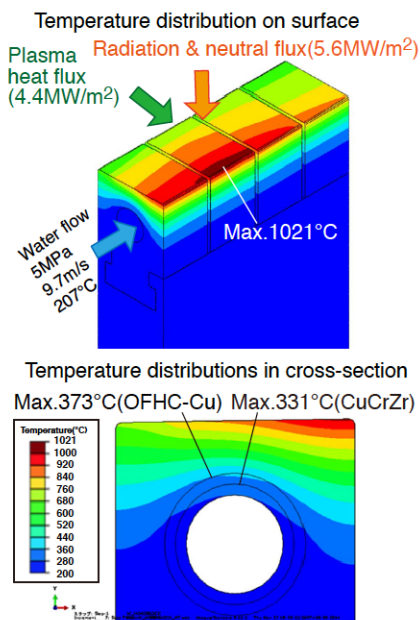 Temperature distribution on surface
Radiation & neutral flux(5.6MW/m²)
Plasma
heat flux
(4.4MW/m²)
Max.1021°C
Water flow
5MPa
9.7m/s
207°C
Temperature distributions in cross-section
Max.373°C(OFHC-Cu) Max.331°C(CuCrZr)
Temperature(°C)
1021
1000
920
840
760
680
600
520
440
360
280
200
Y
Z X